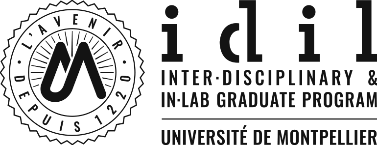 · L'AVENIR ·
DEPUIS 1220
idil
INTER·DISCIPLINARY &
IN·LAB GRADUATE PROGRAM
UNIVERSITÉ DE MONTPELLIER